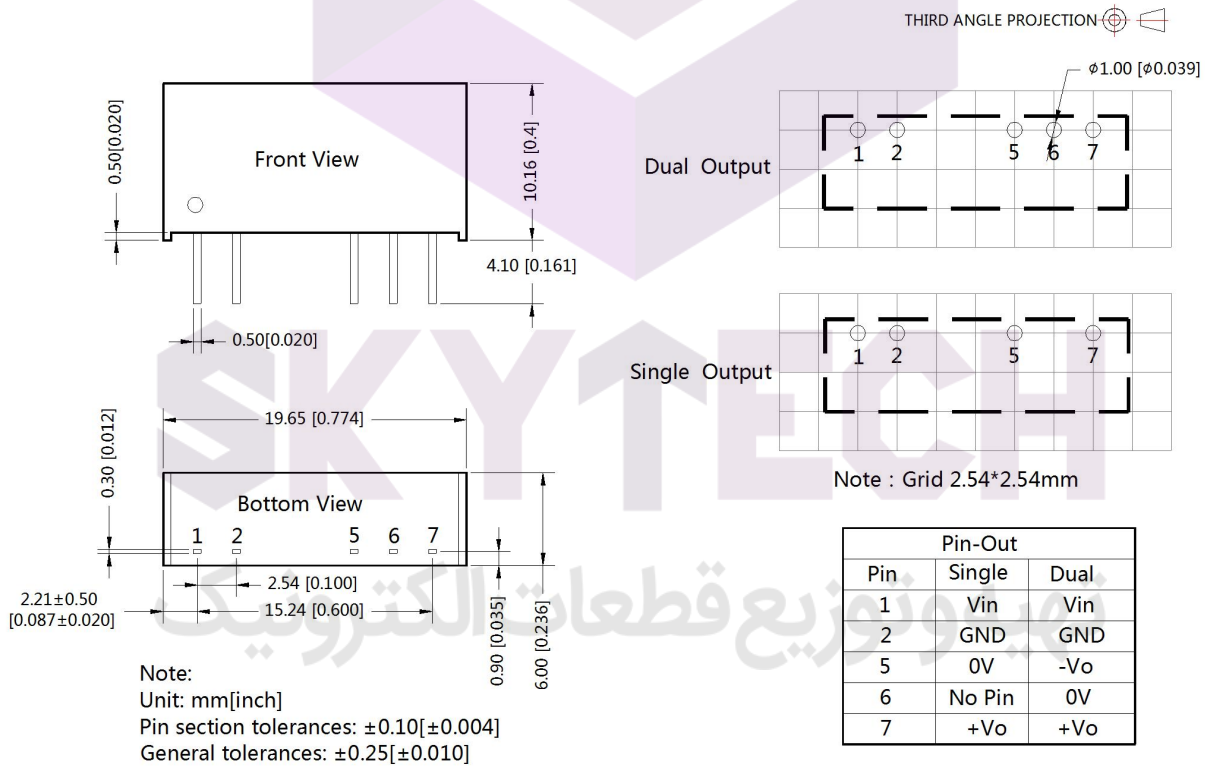 THIRD ANGLE PROJECTION
⌀1.00 [⌀0.039]
0.50[0.020]
Front View
10.16 [0.4]
4.10 [0.161]
0.50[0.020]
Dual Output
1 2 5 6 7
Single Output
1 2 5 7
Note : Grid 2.54*2.54mm
SKYTECH
تهیه و توزیع قطعات الکترونیک
19.65 [0.774]
0.30 [0.012]
Bottom View
1 2 5 6 7
2.54 [0.100]
15.24 [0.600]
2.21±0.50
[0.087±0.020]
0.90 [0.035]
6.00 [0.236]
Note:
Unit: mm[inch]
Pin section tolerances: ±0.10[±0.004]
General tolerances: ±0.25[±0.010]
Pin-Out
Pin Single Dual
1 Vin Vin
2 GND GND
5 0V -Vo
6 No Pin 0V
7 +Vo +Vo